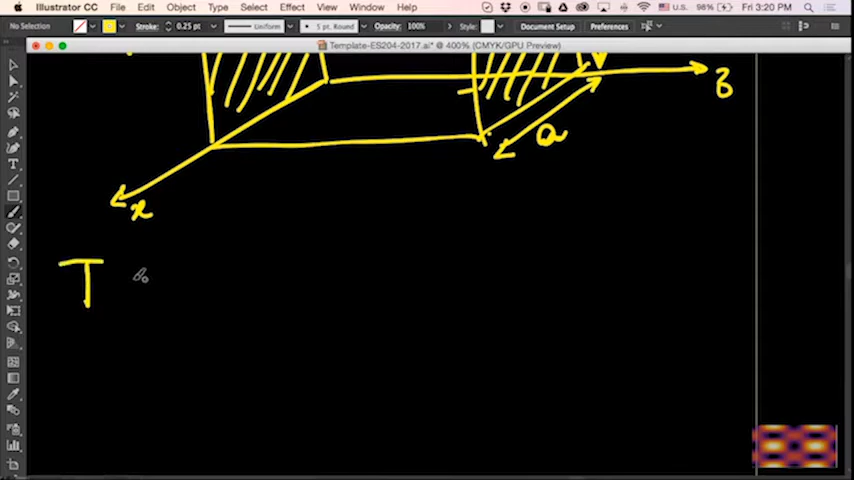 Illustrator CC File Edit Object Type Select Effect View Window Help U.S. 98% Fri 3:20 PM
No Selection Stroke: 0.25 pt Uniform 5 pt. Round Opacity: 100% Style: Document Setup Preferences
Template-ES204-2017.ai* @ 400% (CMYK/GPU Preview)
z
a
x
T